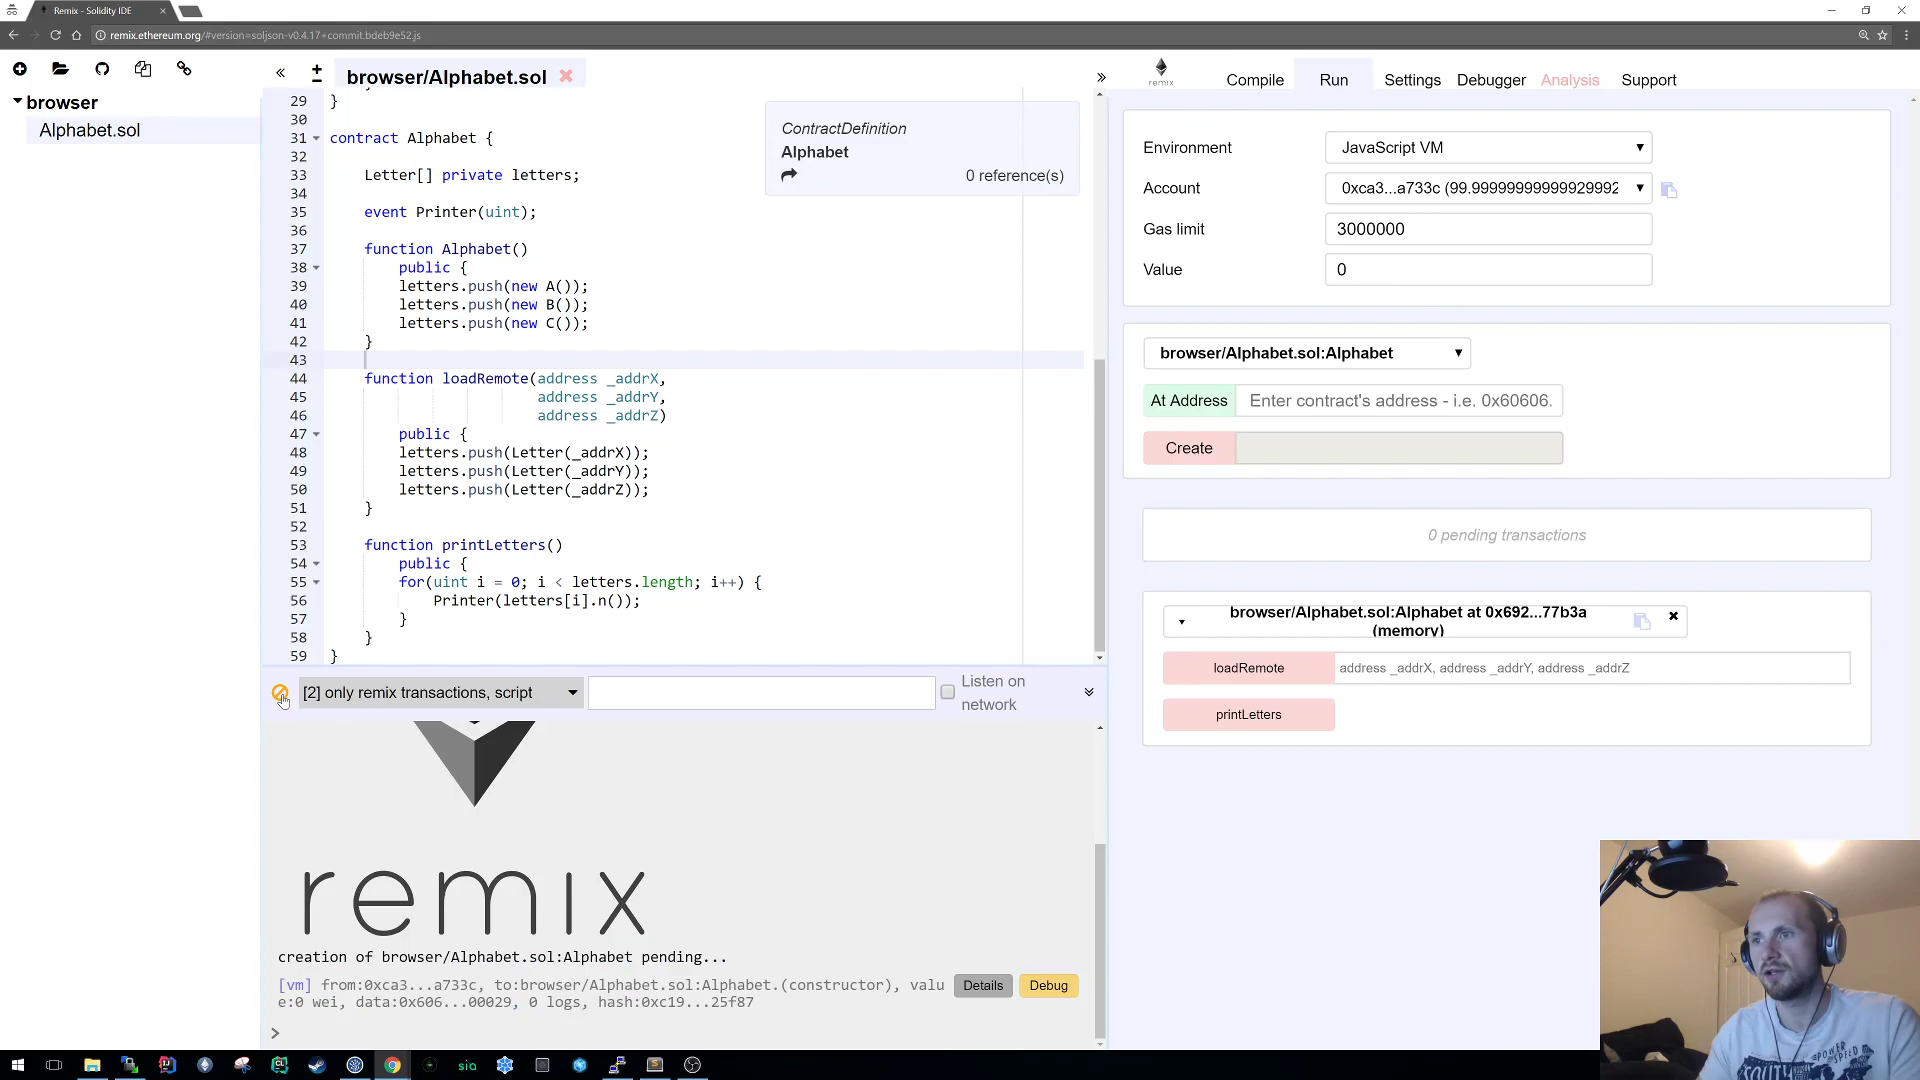 Remix - Solidity IDE
remix.ethereum.org/#version=soljson-v0.4.17+commit.bdeb9e52.js
browser/Alphabet.sol
remix
Compile
Run
Settings
Debugger
Analysis
Support
browser
Alphabet.sol
29 }
30
31 contract Alphabet {
32
33 Letter[] private letters;
34
35 event Printer(uint);
36
37 function Alphabet()
38 public {
39 letters.push(new A());
40 letters.push(new B());
41 letters.push(new C());
42 }
43
44 function loadRemote(address _addrX,
45 address _addrY,
46 address _addrZ)
47 public {
48 letters.push(Letter(_addrX));
49 letters.push(Letter(_addrY));
50 letters.push(Letter(_addrZ));
51 }
52
53 function printLetters()
54 public {
55 for(uint i = 0; i < letters.length; i++) {
56 Printer(letters[i].n());
57 }
58 }
59 }
ContractDefinition
Alphabet
0 reference(s)
[2] only remix transactions, script
Listen on
network
remix
creation of browser/Alphabet.sol:Alphabet pending...
[vm] from:0xca3...a733c, to:browser/Alphabet.sol:Alphabet.(constructor), valu
e:0 wei, data:0x606...00029, 0 logs, hash:0xc19...25f87
Details
Debug
>
Environment
JavaScript VM
Account
0xca3...a733c (99.99999999999929992
Gas limit
3000000
Value
0
browser/Alphabet.sol:Alphabet
At Address
Enter contract's address - i.e. 0x60606.
Create
0 pending transactions
browser/Alphabet.sol:Alphabet at 0x692...77b3a
(memory)
loadRemote
address _addrX, address _addrY, address _addrZ
printLetters
sia
POWER
SPEED
SOUTH